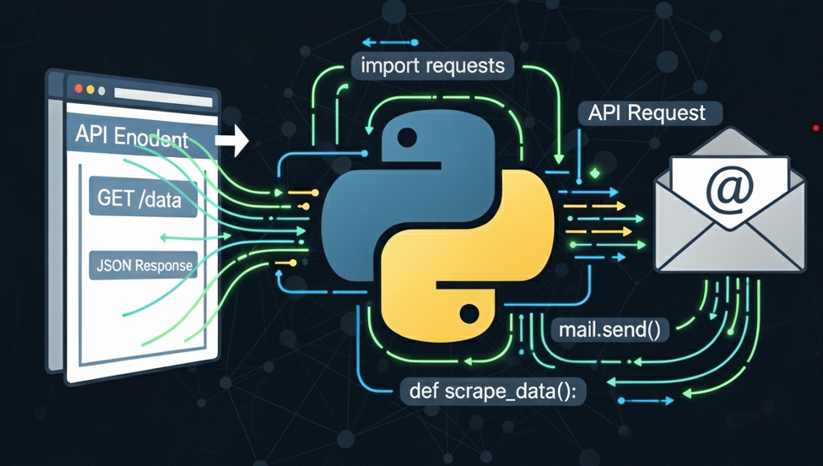 import requests
API Request
API Enodent
GET /data
JSON Response
@
mail.send()
def scrape_data():